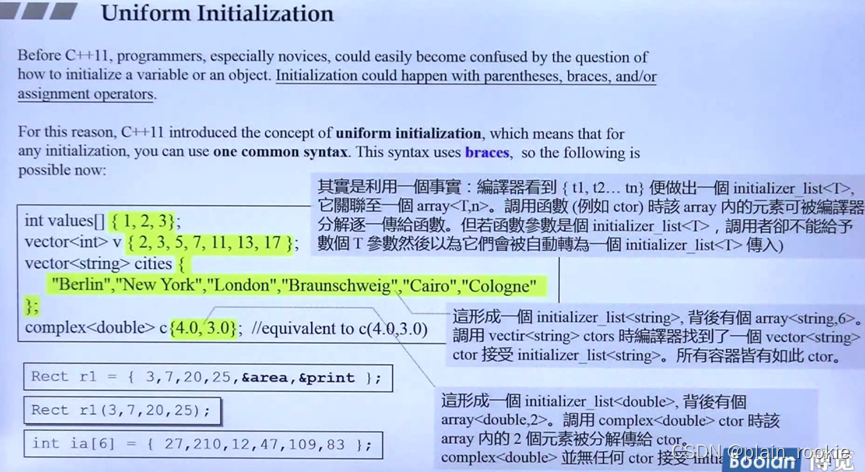 Uniform Initialization
Before C++11, programmers, especially novices, could easily become confused by the question of
how to initialize a variable or an object. Initialization could happen with parentheses, braces, and/or
assignment operators.
For this reason, C++11 introduced the concept of uniform initialization, which means that for
any initialization, you can use one common syntax. This syntax uses braces, so the following is
possible now:
其實是利用一個事實：編譯器看到 { t1, t2… tn} 便做出一個 initializer_list<T>,
它關聯至一個 array<T,n>。調用函數 (例如 ctor) 時該 array 內的元素可被編譯器
分解逐一傳給函數。但若函數參數是個 initializer_list<T>，調用者卻不能給予
數個 T 參數然後以為它們會被自動轉為一個 initializer_list<T> 傳入)
int values[] { 1, 2, 3};
vector<int> v { 2, 3, 5, 7, 11, 13, 17 };
vector<string> cities {
"Berlin","New York","London","Braunschweig","Cairo","Cologne"
};
complex<double> c{4.0, 3.0}; //equivalent to c(4.0,3.0)
這形成一個 initializer_list<string>, 背後有個 array<string,6>。
調用 vectir<string> ctors 時編譯器找到了一個 vector<string>
ctor 接受 initializer_list<string>。所有容器皆有如此 ctor。
Rect r1 = { 3,7,20,25,&area,&print };
Rect r1(3,7,20,25);
int ia[6] = { 27,210,12,47,109,83 };
這形成一個 initializer_list<double>, 背後有個
array<double,2>。調用 complex<double> ctor 時該
array 內的 2 個元素被分解傳給 ctor。
complex<double> 並無任何 ctor 接受
CSDN @plain_rookie
Boolan 博览